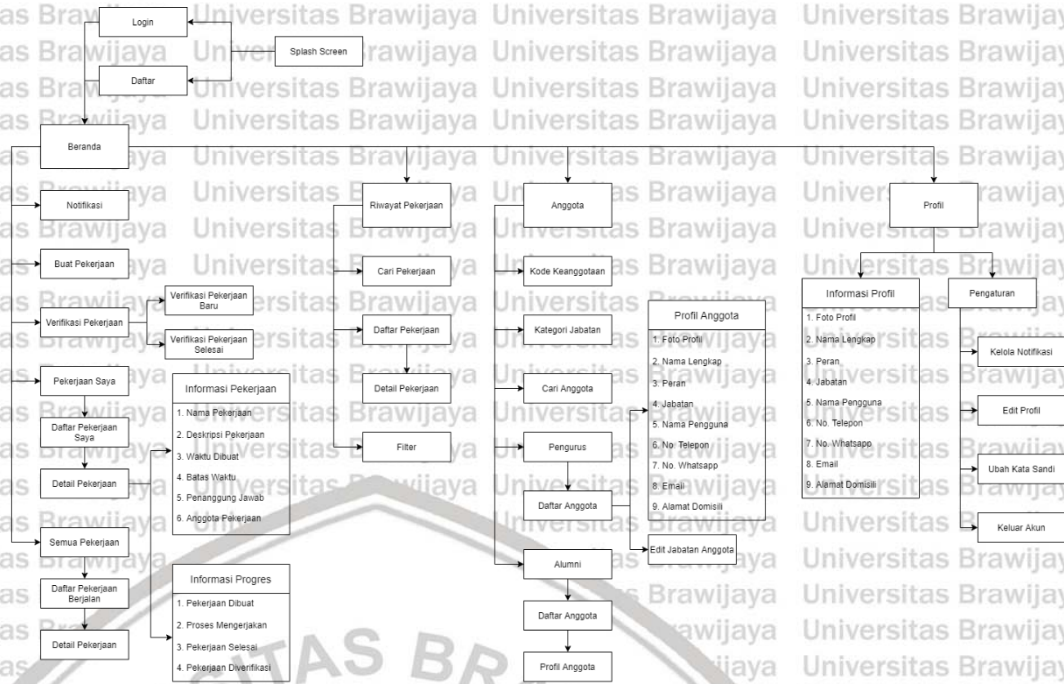 Login
Splash Screen
Daftar
Beranda
Notifikasi
Buat Pekerjaan
Verifikasi Pekerjaan
Verifikasi Pekerjaan
Baru
Verifikasi Pekerjaan
Selesai
Pekerjaan Saya
Daftar Pekerjaan
Saya
Detail Pekerjaan
Informasi Pekerjaan
1. Nama Pekerjaan
2. Deskripsi Pekerjaan
3. Waktu Dibuat
4. Batas Waktu
5. Penanggung Jawab
6. Anggota Pekerjaan
Semua Pekerjaan
Daftar Pekerjaan
Berjalan
Detail Pekerjaan
Informasi Progres
1. Pekerjaan Dibuat
2. Proses Mengerjakan
3. Pekerjaan Selesai
4. Pekerjaan Diverifikasi
Riwayat Pekerjaan
Cari Pekerjaan
Daftar Pekerjaan
Detail Pekerjaan
Filter
Anggota
Kode Keanggotaan
Kategori Jabatan
Cari Anggota
Pengurus
Daftar Anggota
Profil Anggota
1. Foto Profil
2. Nama Lengkap
3. Peran
4. Jabatan
5. Nama Pengguna
6. No. Telepon
7. No. Whatsapp
8. Email
9. Alamat Domisili
Edit Jabatan Anggota
Alumni
Daftar Anggota
Profil Anggota
Profil
Informasi Profil
1. Foto Profil
2. Nama Lengkap
3. Peran
4. Jabatan
5. Nama Pengguna
6. No. Telepon
7. No. Whatsapp
8. Email
9. Alamat Domisili
Pengaturan
Kelola Notifikasi
Edit Profil
Ubah Kata Sandi
Keluar Akun
Universitas Brawijaya
SITAS BRA